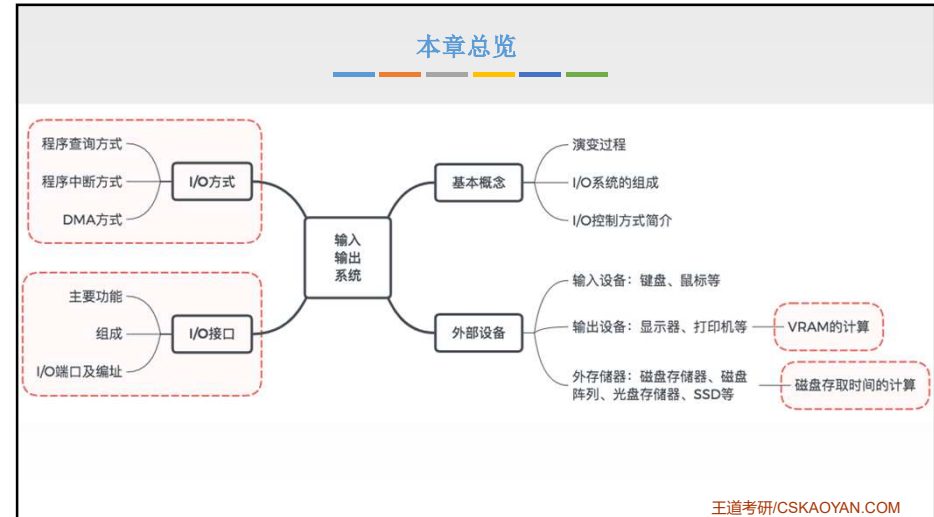 本章总览
程序查询方式
程序中断方式
DMA方式
I/O方式
主要功能
组成
I/O端口及编址
I/O接口
输入
输出
系统
基本概念
演变过程
I/O系统的组成
I/O控制方式简介
外部设备
输入设备：键盘、鼠标等
输出设备：显示器、打印机等
VRAM的计算
外存储器：磁盘存储器、磁盘
阵列、光盘存储器、SSD等
磁盘存取时间的计算
王道考研/CSKAOYAN.COM